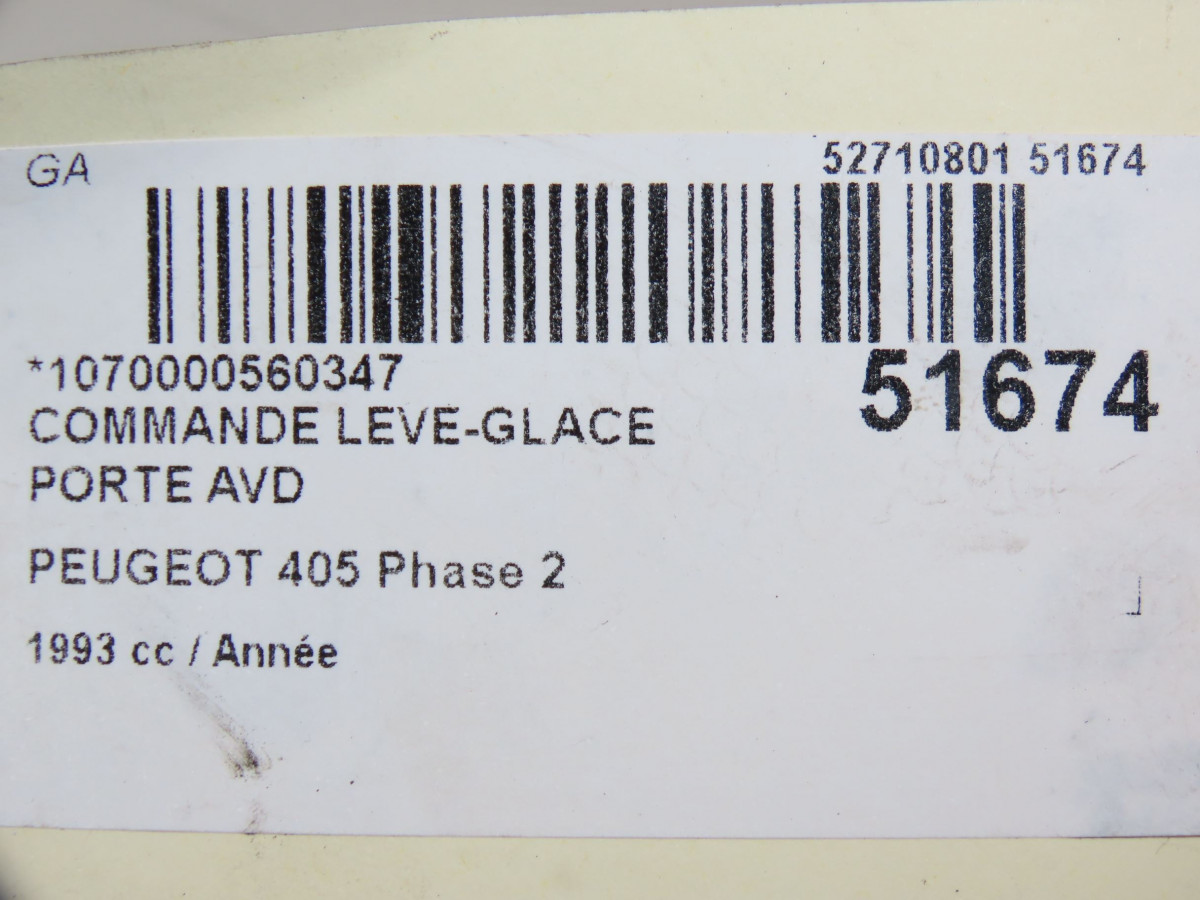 GA
52710801 51674
*1070000560347
51674
COMMANDE LEVE-GLACE
PORTE AVD
PEUGEOT 405 Phase 2
1993 cc / Année